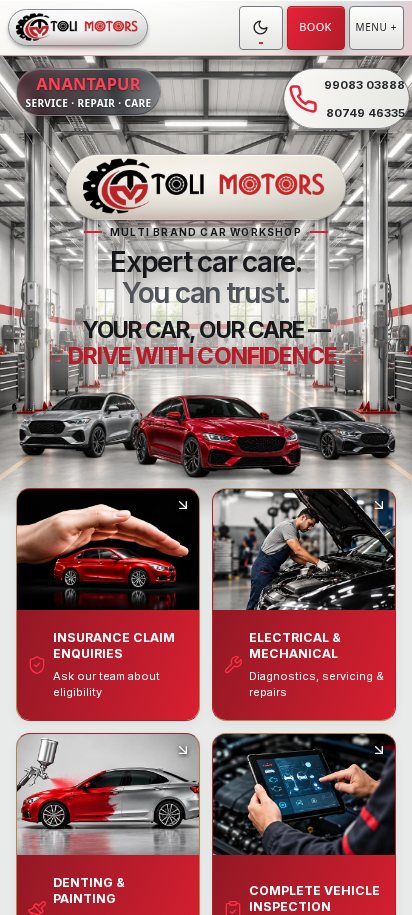 TOLI MOTORS
BOOK
MENU +
ANANTAPUR
SERVICE · REPAIR · CARE
99083 03888
80749 46335
TOLI MOTORS
MULTI BRAND CAR WORKSHOP
Expert car care.
You can trust.
YOUR CAR, OUR CARE —
DRIVE WITH CONFIDENCE.
INSURANCE CLAIM
ENQUIRIES
Ask our team about
eligibility
ELECTRICAL &
MECHANICAL
Diagnostics, servicing &
repairs
DENTING &
PAINTING
COMPLETE VEHICLE
INSPECTION